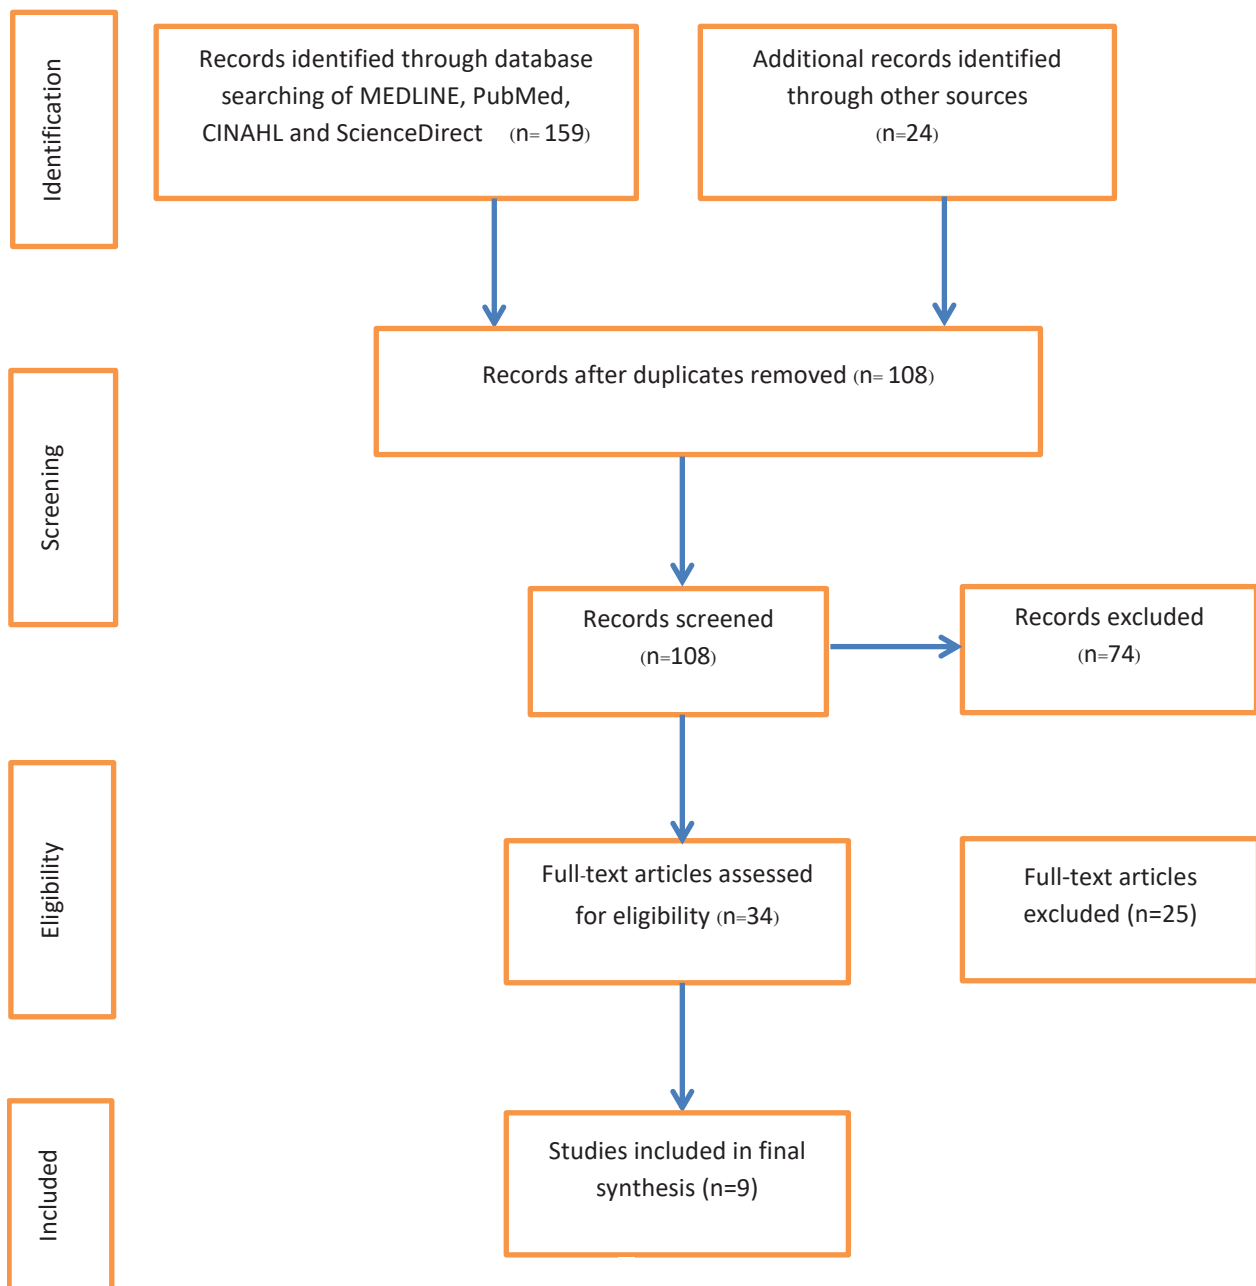 Identification
Records identified through database
searching of MEDLINE, PubMed,
CINAHL and ScienceDirect (n= 159)
Additional records identified
through other sources
(n=24)
Screening
Records after duplicates removed (n= 108)
Records screened
(n=108)
Records excluded
(n=74)
Eligibility
Full-text articles assessed
for eligibility (n=34)
Full-text articles
excluded (n=25)
Included
Studies included in final
synthesis (n=9)